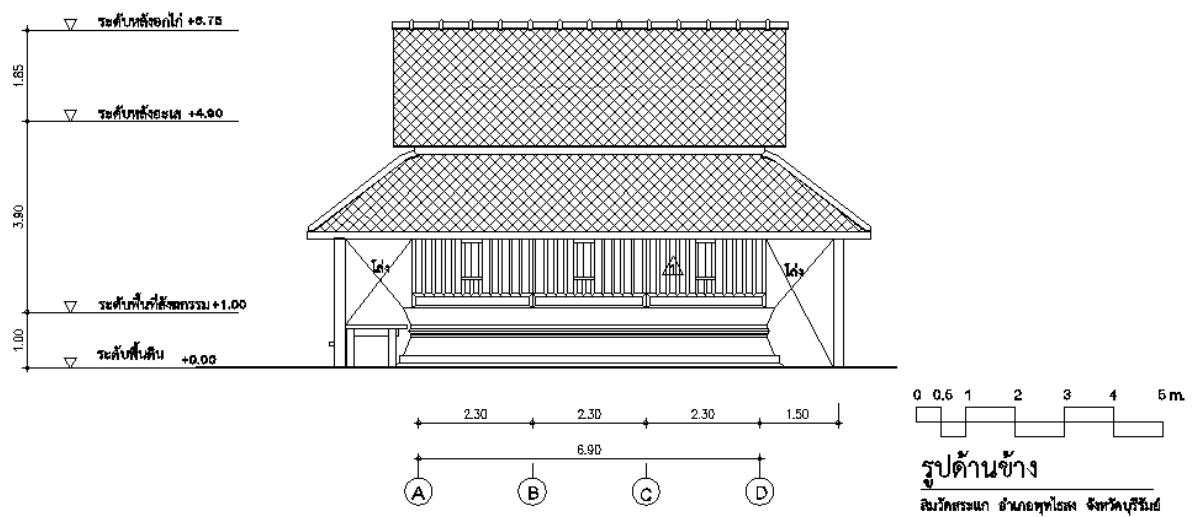 ระดับหลังอกไก่ +6.75
1.85
ระดับหลังอะเส +4.90
3.90
โล่ง
โล่ง
ระดับพื้นที่สังฆกรรม +1.00
1.00
ระดับพื้นดิน +0.00
2.30 2.30 2.30 1.50
6.90
A B C D
0 0.5 1 2 3 4 5 m.
รูปด้านข้าง
สิมวัดสระแก อำเภอพุทไธสง จังหวัดบุรีรัมย์